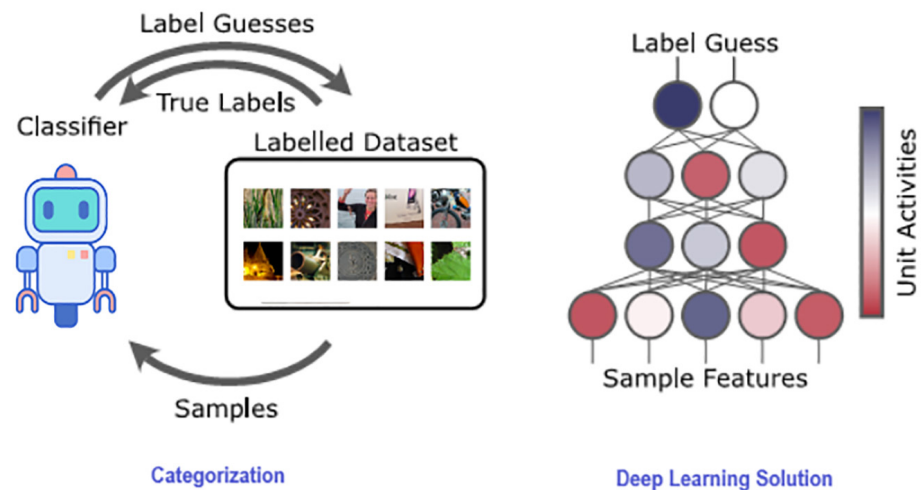 Label Guesses
True Labels
Classifier
Labelled Dataset
Samples
Categorization
Label Guess
Unit Activities
Sample Features
Deep Learning Solution